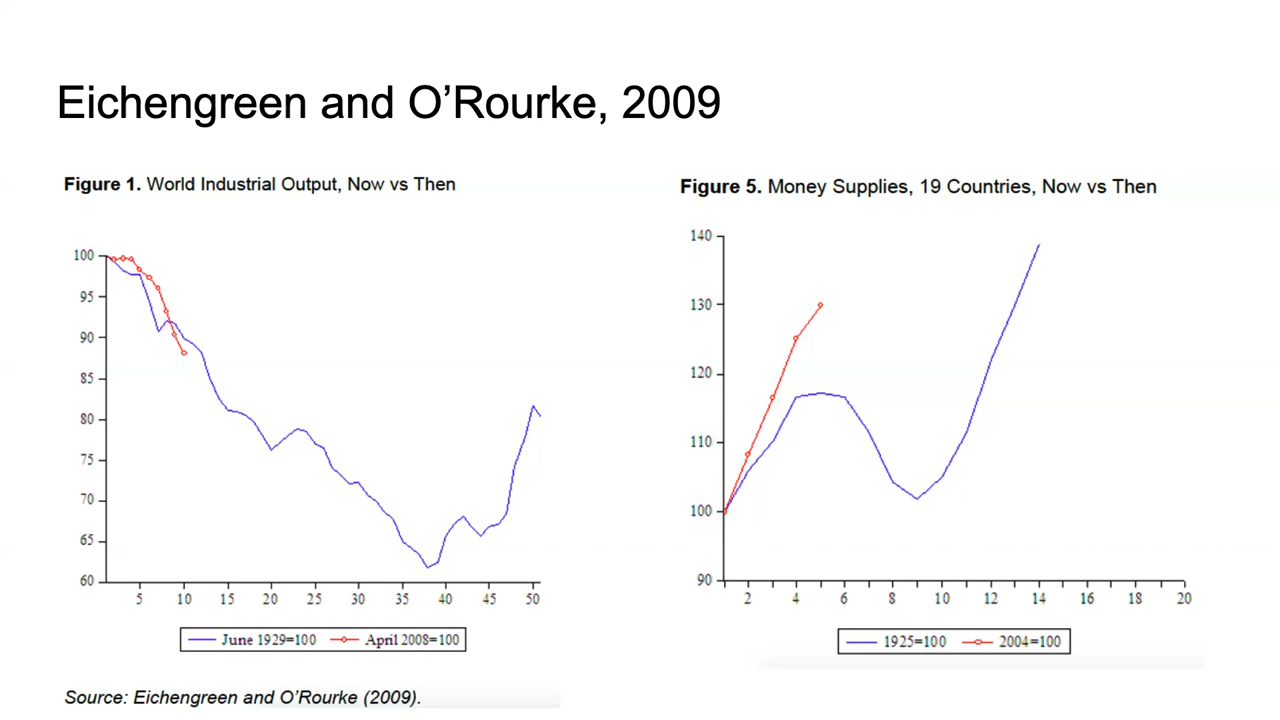 Eichengreen and O’Rourke, 2009
Figure 1. World Industrial Output, Now vs Then
100
95
90
85
80
75
70
65
60
5 10 15 20 25 30 35 40 45 50
June 1929=100 April 2008=100
Source: Eichengreen and O’Rourke (2009).
Figure 5. Money Supplies, 19 Countries, Now vs Then
140
130
120
110
100
90
2 4 6 8 10 12 14 16 18 20
1925=100 2004=100